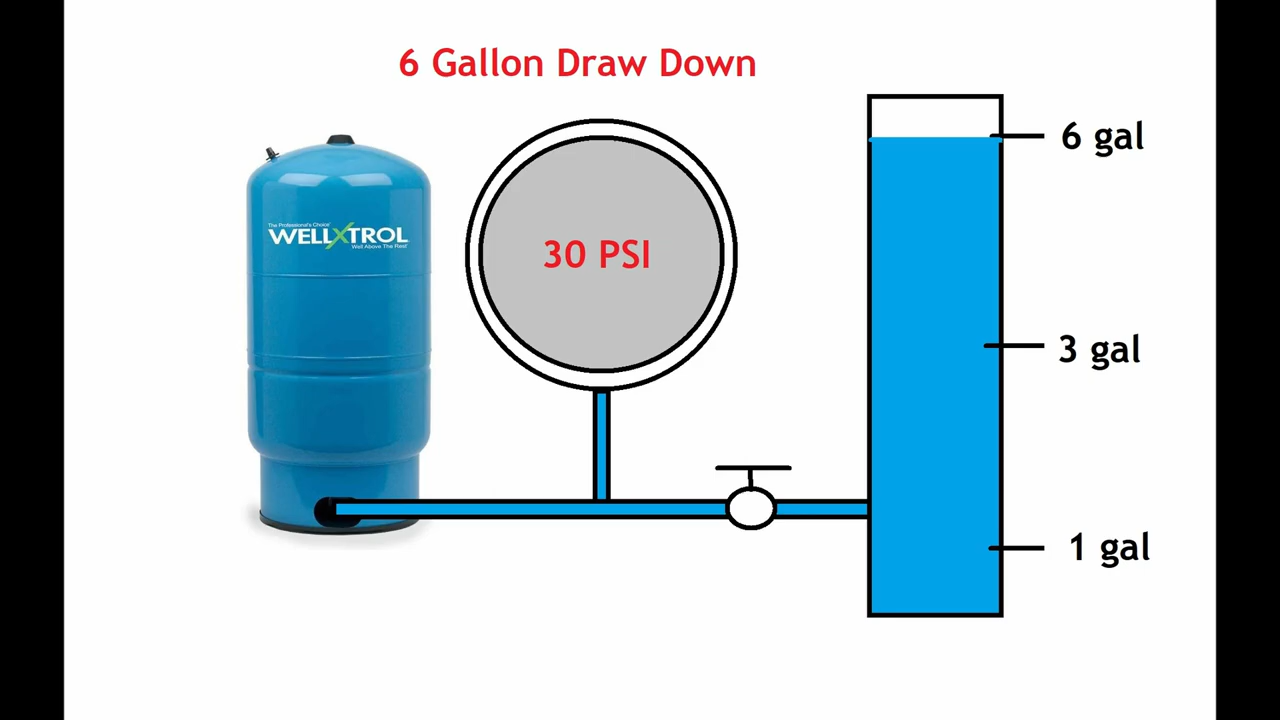 6 Gallon Draw Down
The Professional's Choice
WELLXTROL
Well Above The Rest
30 PSI
6 gal
3 gal
1 gal